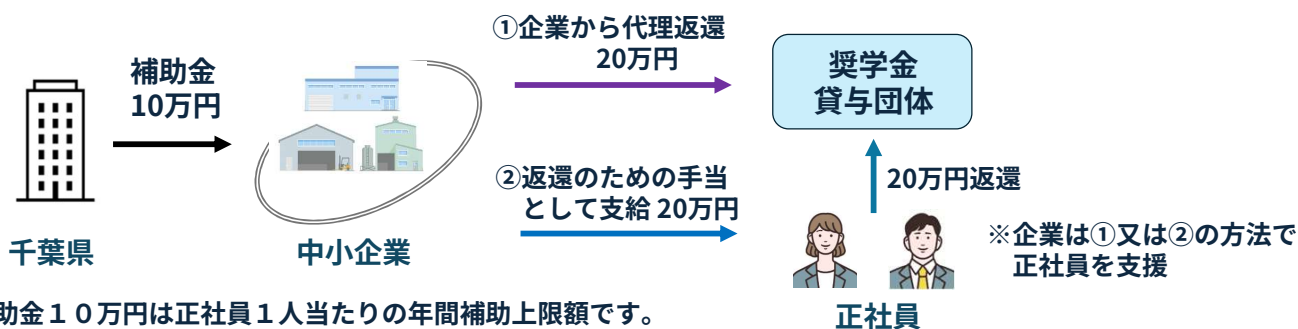 補助金
10万円
①企業から代理返還
20万円
奨学金
貸与団体
②返還のための手当
として支給 20万円
20万円返還
千葉県
中小企業
正社員
※企業は①又は②の方法で
正社員を支援
助金１０万円は正社員１人当たりの年間補助上限額です。